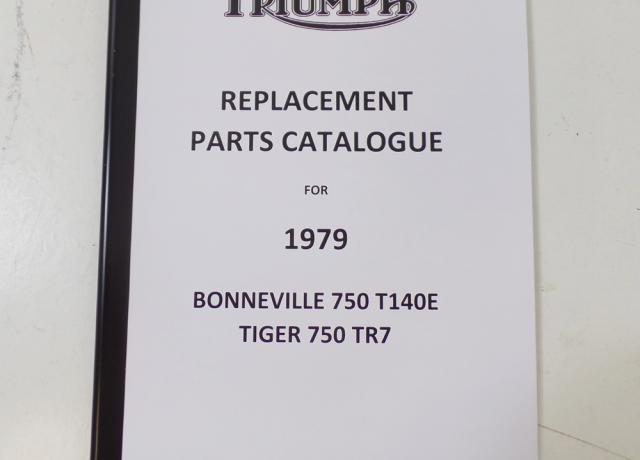 TRIUMPH
REPLACEMENT
PARTS CATALOGUE
FOR
1979
BONNEVILLE 750 T140E
TIGER 750 TR7